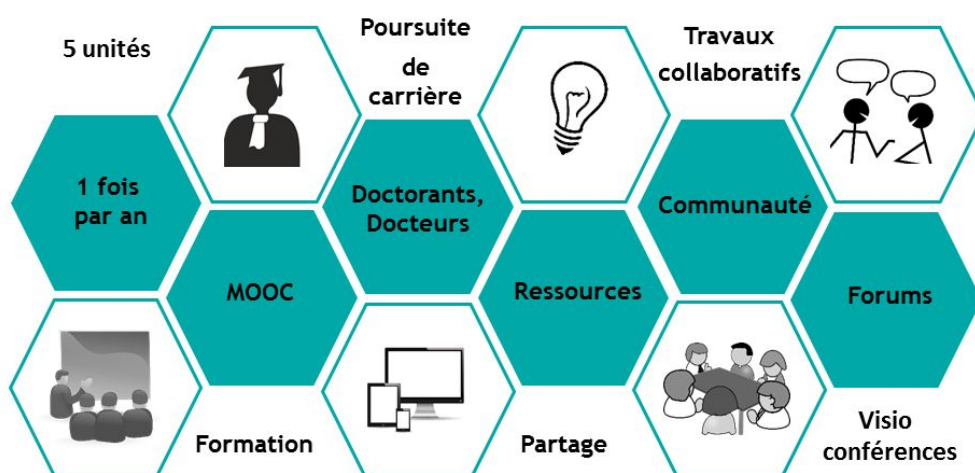 5 unités
Poursuite
de
carrière
Travaux
collaboratifs
1 fois
par an
Doctorants,
Docteurs
Communauté
MOOC
Ressources
Forums
Formation
Partage
Visio
conférences